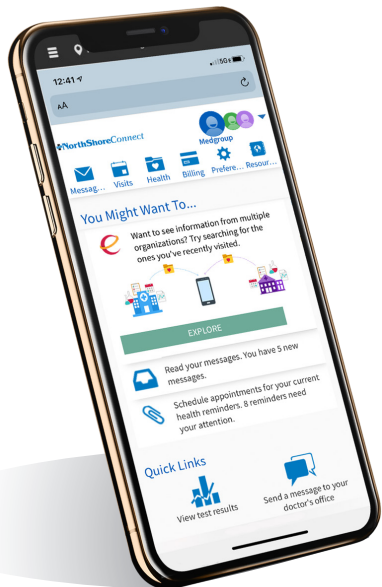 12:41
5G
AA
NorthShoreConnect
Medgroup
Messag... Visits Health Billing Prefere... Resour...
You Might Want To...
Want to see information from multiple
organizations? Try searching for the
ones you've recently visited.
EXPLORE
Read your messages. You have 5 new
messages.
Schedule appointments for your current
health reminders. 8 reminders need
your attention.
Quick Links
View test results
Send a message to your
doctor's office